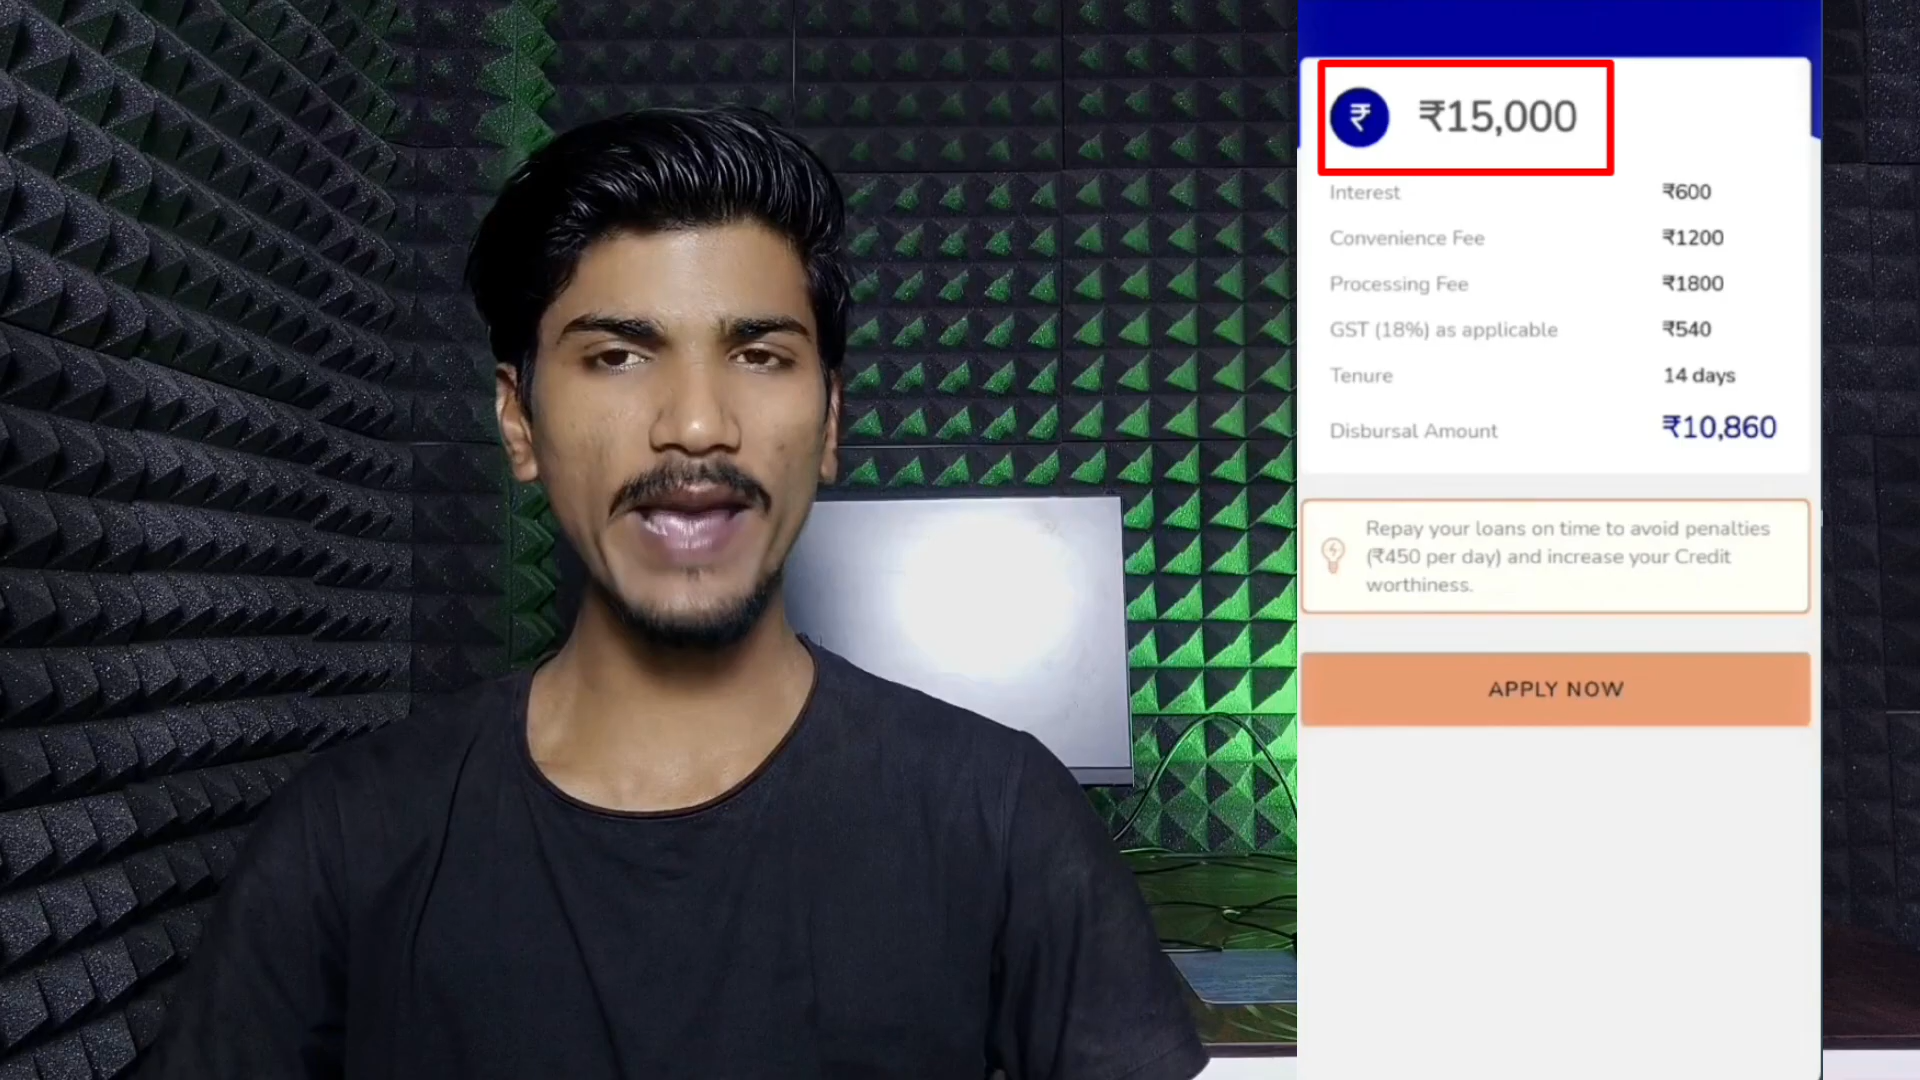 ₹ ₹15,000
Interest ₹600
Convenience Fee ₹1200
Processing Fee ₹1800
GST (18%) as applicable ₹540
Tenure 14 days
Disbursal Amount ₹10,860
Repay your loans on time to avoid penalties
(₹450 per day) and increase your Credit
worthiness.
APPLY NOW